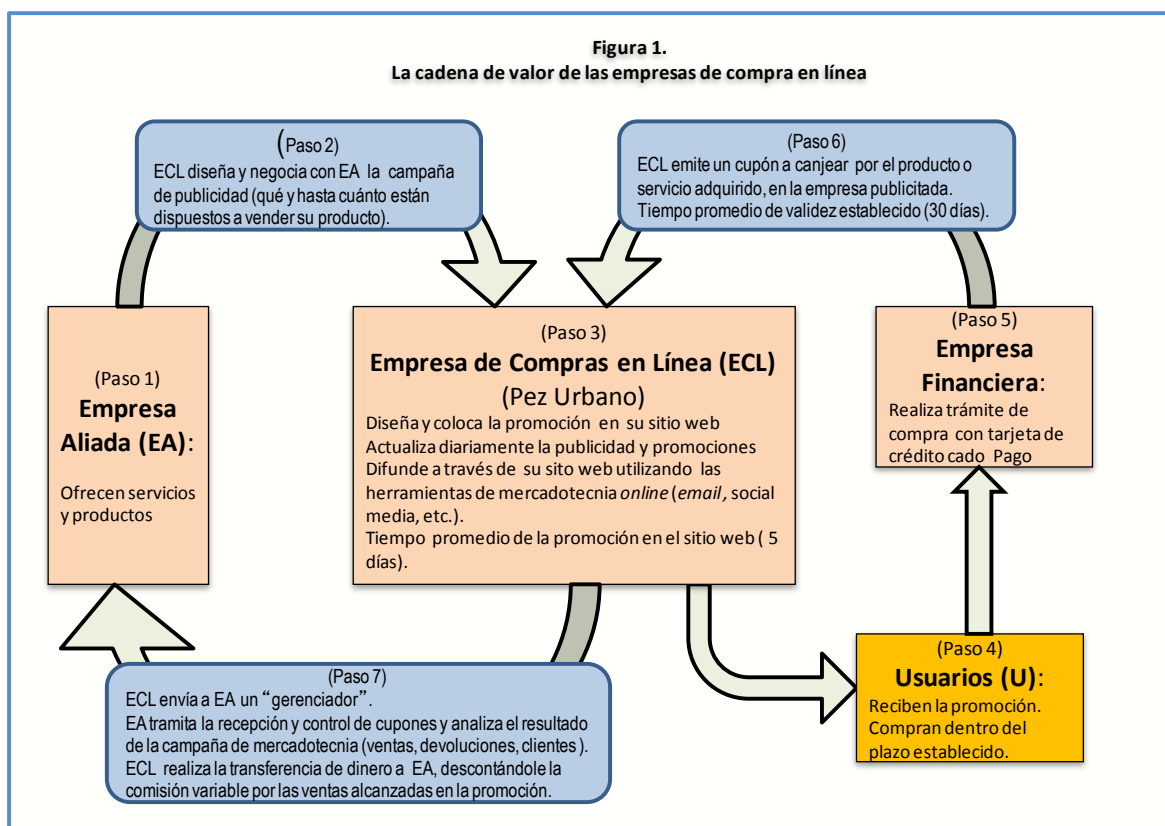 Figura 1.
La cadena de valor de las empresas de compra en línea
(Paso 2)
ECL diseña y negocia con EA la campaña
de publicidad (qué y hasta cuánto están
dispuestos a vender su producto).
(Paso 6)
ECL emite un cupón a canjear por el producto o
servicio adquirido, en la empresa publicitada.
Tiempo promedio de validez establecido (30 días).
(Paso 1)
Empresa
Aliada (EA):
Ofrecen servicios
y productos
(Paso 3)
Empresa de Compras en Línea (ECL)
(Pez Urbano)
Diseña y coloca la promoción en su sitio web
Actualiza diariamente la publicidad y promociones
Difunde a través de su sito web utilizando las
herramientas de mercadotecnia online (email, social
media, etc.).
Tiempo promedio de la promoción en el sitio web ( 5
días).
(Paso 5)
Empresa
Financiera:
Realiza trámite de
compra con tarjeta de
crédito cado Pago
(Paso 4)
Usuarios (U):
Reciben la promoción.
Compran dentro del
plazo establecido.
(Paso 7)
ECL envía a EA un “gerenciador”.
EA tramita la recepción y control de cupones y analiza el resultado
de la campaña de mercadotecnia (ventas, devoluciones, clientes ).
ECL realiza la transferencia de dinero a EA, descontándole la
comisión variable por las ventas alcanzadas en la promoción.